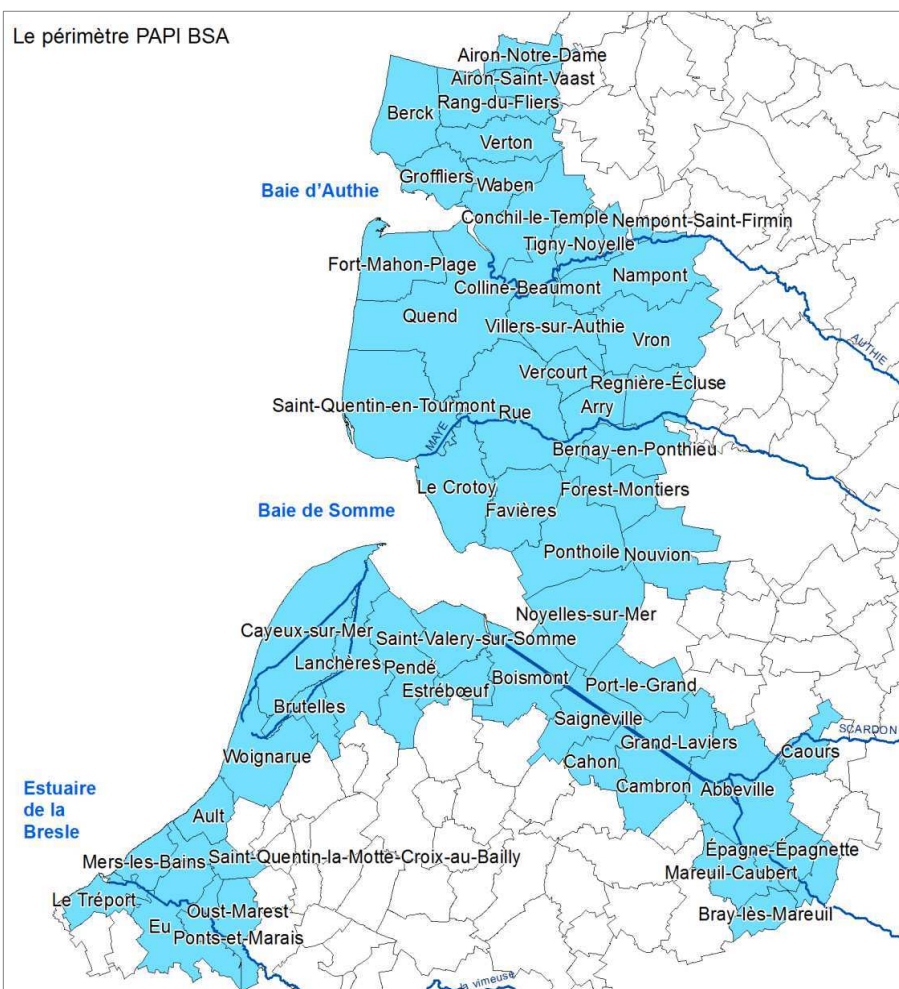 Le périmètre PAPI BSA
Airon-Notre-Dame
Airon-Saint-Vaast
Rang-du-Fliers
Berck
Verton
Groffliers
Waben
Baie d'Authie
Conchil-le-Temple
Nempont-Saint-Firmin
Tigny-Noyelle
Fort-Mahon-Plage
Nampont
Colline-Beaumont
Quend
Villers-sur-Authie
Vron
AUTHIE
Vercourt
Regnière-Écluse
Saint-Quentin-en-Tourmont
Rue
Arry
MAYE
Bernay-en-Ponthieu
Le Crotoy
Forest-Montiers
Favières
Baie de Somme
Ponthoile
Nouvion
Noyelles-sur-Mer
Cayeux-sur-Mer
Saint-Valery-sur-Somme
Lanchères
Pendé
Boismont
Port-le-Grand
Estrébœuf
Brutelles
Saigneville
SCARDON
Grand-Laviers
Caours
Woignarue
Cahon
Cambron
Abbeville
Estuaire
de la
Bresle
Ault
Épagne-Épagnette
Mers-les-Bains
Saint-Quentin-la-Motte-Croix-au-Bailly
Mareuil-Caubert
Le Tréport
Oust-Marest
Bray-lès-Mareuil
Eu
Ponts-et-Marais
la vimeuse